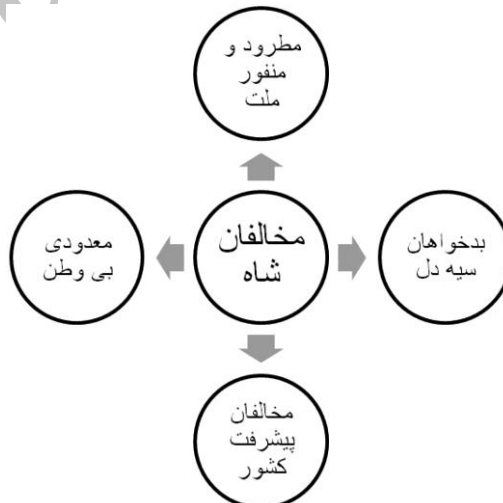 مطرود و
منفور
ملت
بدخواهان
سیه دل
مخالفان
شاه
معدودی
بی وطن
مخالفان
پیشرفت
کشور